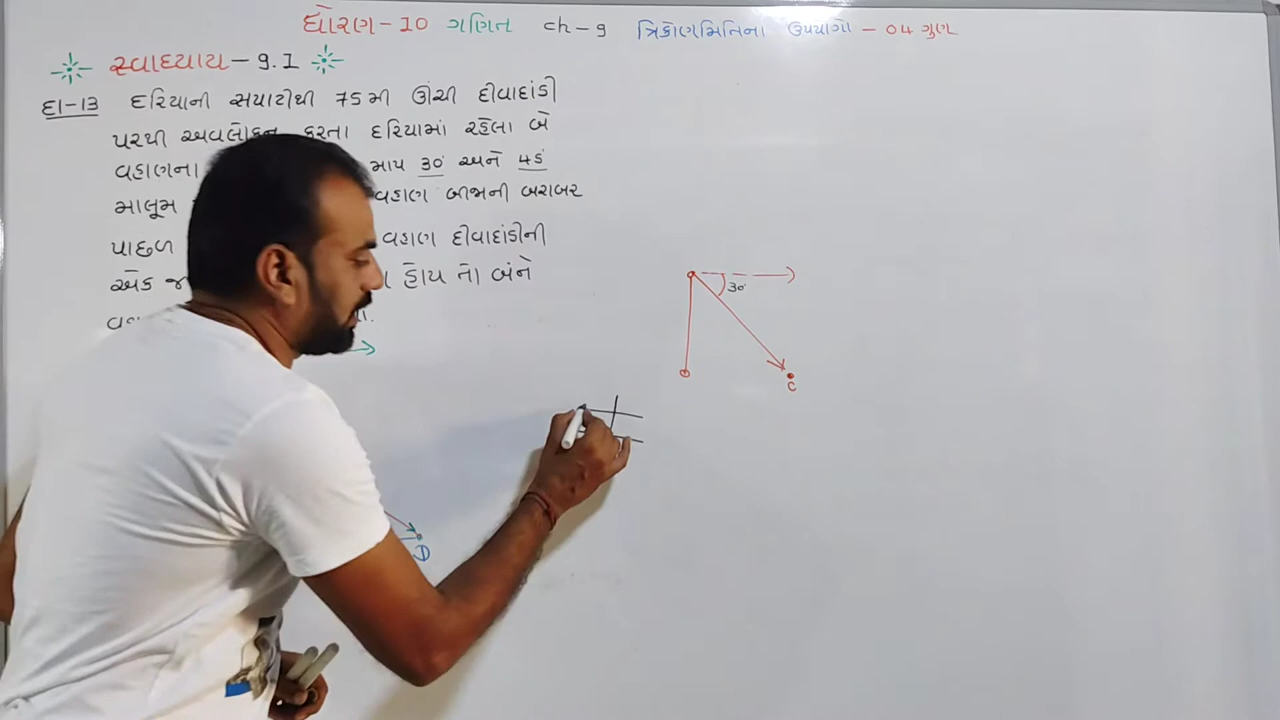 ધોરણ-10 ગણિત ch-9 ત્રિકોણમિતિના ઉપયોગો - 04 ગુણ
સ્વાધ્યાય - 9.1
દા-13 દરિયાની સપાટીથી 75મી ઊંચી દીવાદાંડી
પરથી અવલોકન કરતા દરિયામાં રહેલા બે
વહાણના માપ 30° અને 45°
માલૂમ વહાણ બીજાની બરાબર
પાછળ વહાણ દીવાદાંડીની
એક જ હોય તો બંને
30°
C
D